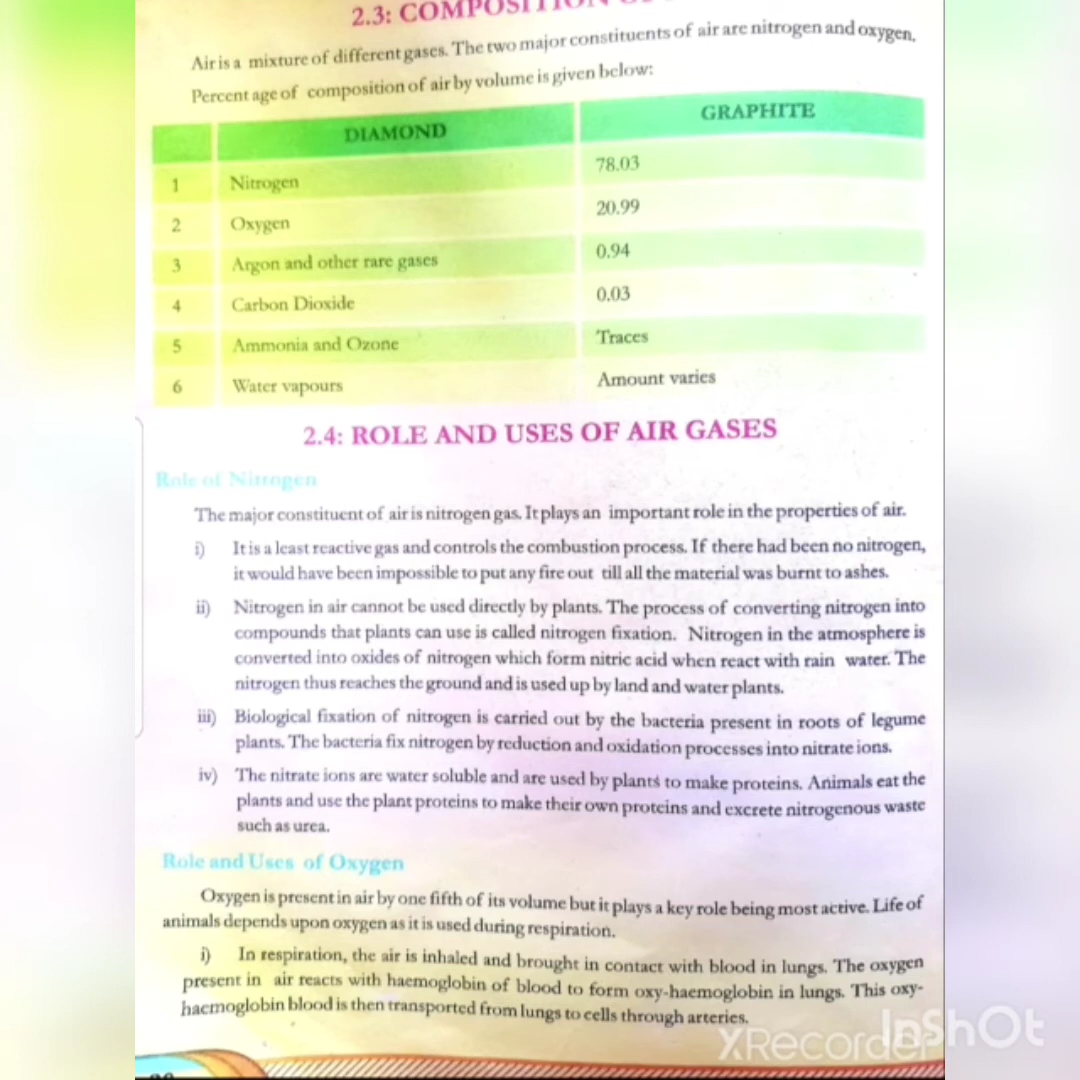 2.3: COMPOSITION
Air is a mixture of different gases. The two major constituents of air are nitrogen and oxygen.
Percent age of composition of air by volume is given below:
DIAMOND GRAPHITE
1 Nitrogen 78.03
2 Oxygen 20.99
3 Argon and other rare gases 0.94
4 Carbon Dioxide 0.03
5 Ammonia and Ozone Traces
6 Water vapours Amount varies
2.4: ROLE AND USES OF AIR GASES
Role of Nitrogen
The major constituent of air is nitrogen gas. It plays an important role in the properties of air.
i) It is a least reactive gas and controls the combustion process. If there had been no nitrogen,
it would have been impossible to put any fire out till all the material was burnt to ashes.
ii) Nitrogen in air cannot be used directly by plants. The process of converting nitrogen into
compounds that plants can use is called nitrogen fixation. Nitrogen in the atmosphere is
converted into oxides of nitrogen which form nitric acid when react with rain water. The
nitrogen thus reaches the ground and is used up by land and water plants.
iii) Biological fixation of nitrogen is carried out by the bacteria present in roots of legume
plants. The bacteria fix nitrogen by reduction and oxidation processes into nitrate ions.
iv) The nitrate ions are water soluble and are used by plants to make proteins. Animals eat the
plants and use the plant proteins to make their own proteins and excrete nitrogenous waste
such as urea.
Role and Uses of Oxygen
Oxygen is present in air by one fifth of its volume but it plays a key role being most active. Life of
animals depends upon oxygen as it is used during respiration.
i) In respiration, the air is inhaled and brought in contact with blood in lungs. The oxygen
present in air reacts with haemoglobin of blood to form oxy-haemoglobin in lungs. This oxy-
haemoglobin blood is then transported from lungs to cells through arteries.
XRecorder
InShOt